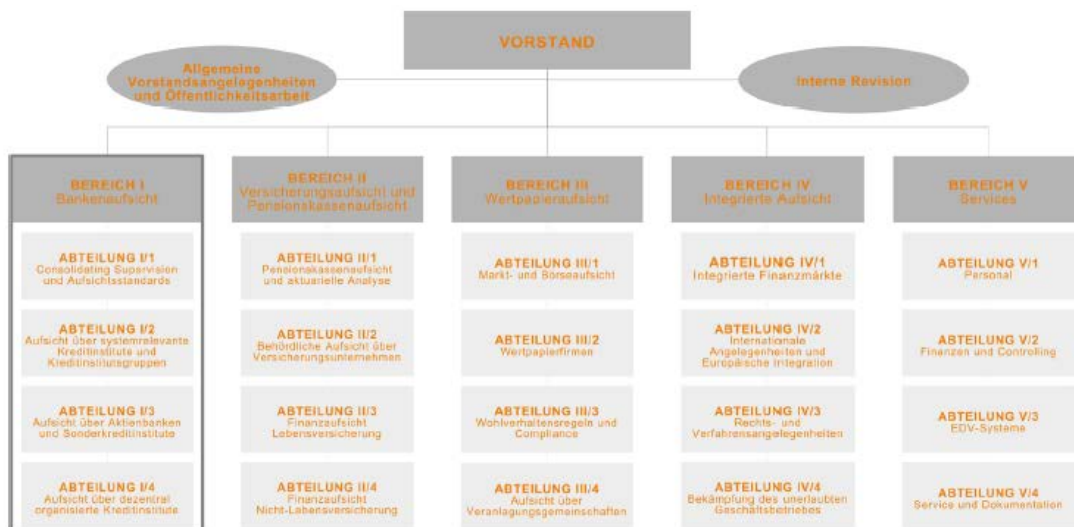 VORSTAND
Allgemeine
Vorstandsangelegenheiten
und Öffentlichkeitsarbeit
Interne Revision
BEREICH I
Bankenaufsicht
ABTEILUNG I/1
Consolidating Supervision
und Aufsichtsstandards
ABTEILUNG I/2
Aufsicht über systemrelevante
Kreditinstitute und
Kreditinstitutsgruppen
ABTEILUNG I/3
Aufsicht über Aktienbanken
und Sonderkreditinstitute
ABTEILUNG I/4
Aufsicht über dezentral
organisierte Kreditinstitute
BEREICH II
Versicherungsaufsicht und
Pensionskassenaufsicht
ABTEILUNG II/1
Pensionskassenaufsicht
und aktuarielle Analyse
ABTEILUNG II/2
Behördliche Aufsicht über
Versicherungsunternehmen
ABTEILUNG II/3
Finanzaufsicht
Lebensversicherung
ABTEILUNG II/4
Finanzaufsicht
Nicht-Lebensversicherung
BEREICH III
Wertpapieraufsicht
ABTEILUNG III/1
Markt- und Börseaufsicht
ABTEILUNG III/2
Wertpapierfirmen
ABTEILUNG III/3
Wohlverhaltensregeln und
Compliance
ABTEILUNG III/4
Aufsicht über
Veranlagungsgemeinschaften
BEREICH IV
Integrierte Aufsicht
ABTEILUNG IV/1
Integrierte Finanzmärkte
ABTEILUNG IV/2
Internationale
Angelegenheiten und
Europäische Integration
ABTEILUNG IV/3
Rechts- und
Verfahrensangelegenheiten
ABTEILUNG IV/4
Bekämpfung des unerlaubten
Geschäftsbetriebes
BEREICH V
Services
ABTEILUNG V/1
Personal
ABTEILUNG V/2
Finanzen und Controlling
ABTEILUNG V/3
EDV-Systeme
ABTEILUNG V/4
Service und Dokumentation